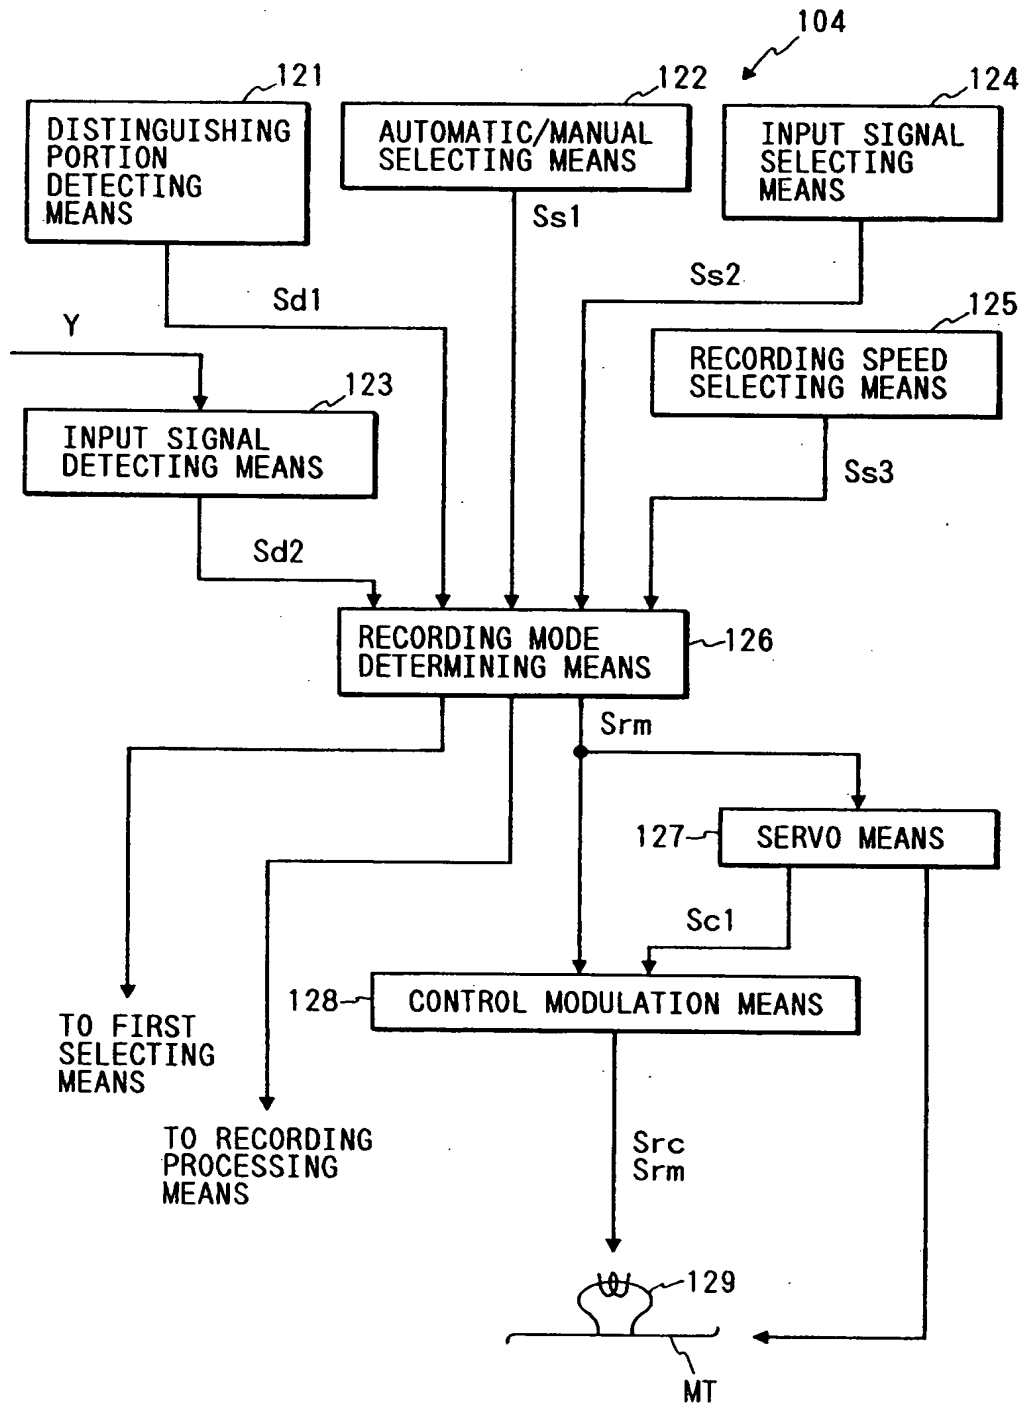 104
121
122
124
DISTINGUISHING
PORTION
DETECTING
MEANS
AUTOMATIC/MANUAL
SELECTING MEANS
INPUT SIGNAL
SELECTING
MEANS
Ss1
Ss2
Sd1
125
Y
RECORDING SPEED
SELECTING MEANS
123
INPUT SIGNAL
DETECTING MEANS
Ss3
Sd2
RECORDING MODE
DETERMINING MEANS
126
Srm
127
SERVO MEANS
Sc1
128
CONTROL MODULATION MEANS
TO FIRST
SELECTING
MEANS
TO RECORDING
PROCESSING
MEANS
Src
Srm
129
MT